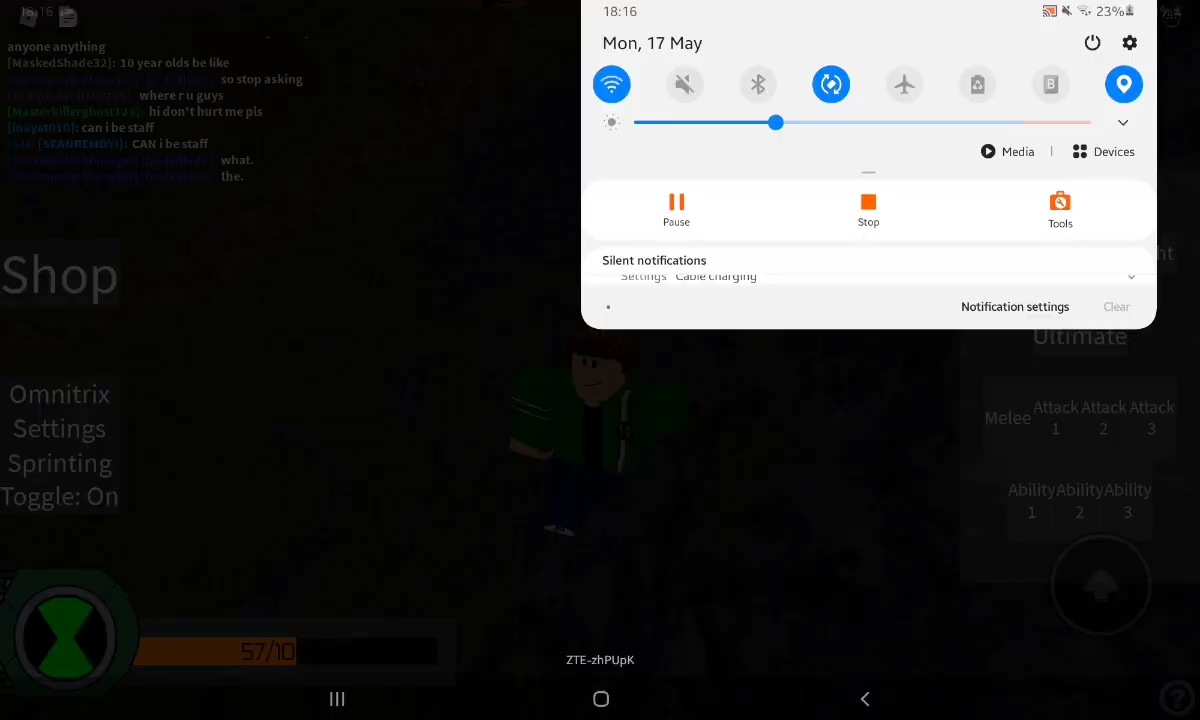 18:16
23%
Mon, 17 May
B
Media | Devices
Pause Stop Tools
Silent notifications
Settings Cable charging
Notification settings Clear
anyone anything
[MaskedShade32]: 10 year olds be like
so stop asking
where r u guys
[Masterkillerghost123]: hi don't hurt me pls
[inayat010]: can i be staff
CAN i be staff
what.
the.
Shop
Omnitrix
Settings
Sprinting
Toggle: On
Ultimate
Melee Attack 1 Attack 2 Attack 3
Ability 1 Ability 2 Ability 3
57/10
ZTE-zhPUpK
?